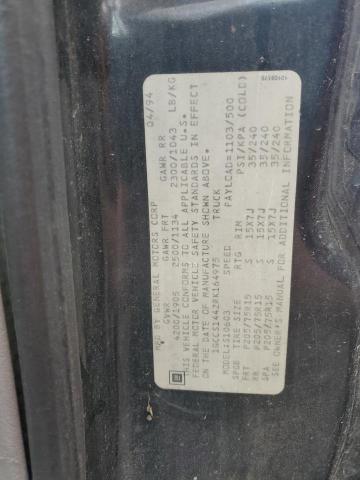 MFD BY GENERAL MOTORS CORP 04/94
GVWR GAWR FRT GAWR RR
4200/1905 2500/1134 2300/1043 LB/KG
THIS VEHICLE CONFORMS TO ALL APPLICABLE U.S.
FEDERAL MOTOR VEHICLE SAFETY STANDARDS IN EFFECT
ON THE DATE OF MANUFACTURE SHOWN ABOVE.
1GCCS1442RK164975 TRUCK
MODEL:S10603 PAYLOAD=1103/500
TIRE SIZE SPEED RTG RIM PSI/KPA (COLD)
FRT P205/75R15 S 15X7J 35/240
RR P205/75R15 S 15X7J 35/240
SPA P205/75R15 S 15X7J 35/240
SEE OWNER'S MANUAL FOR ADDITIONAL INFORMATION
GM